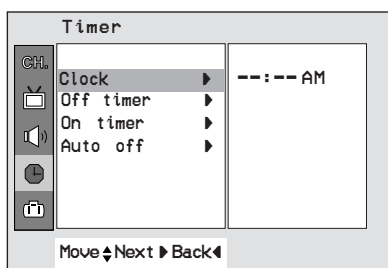 Timer
CH.
Clock
--:-- AM
Off timer
On timer
Auto off
Move Next Back